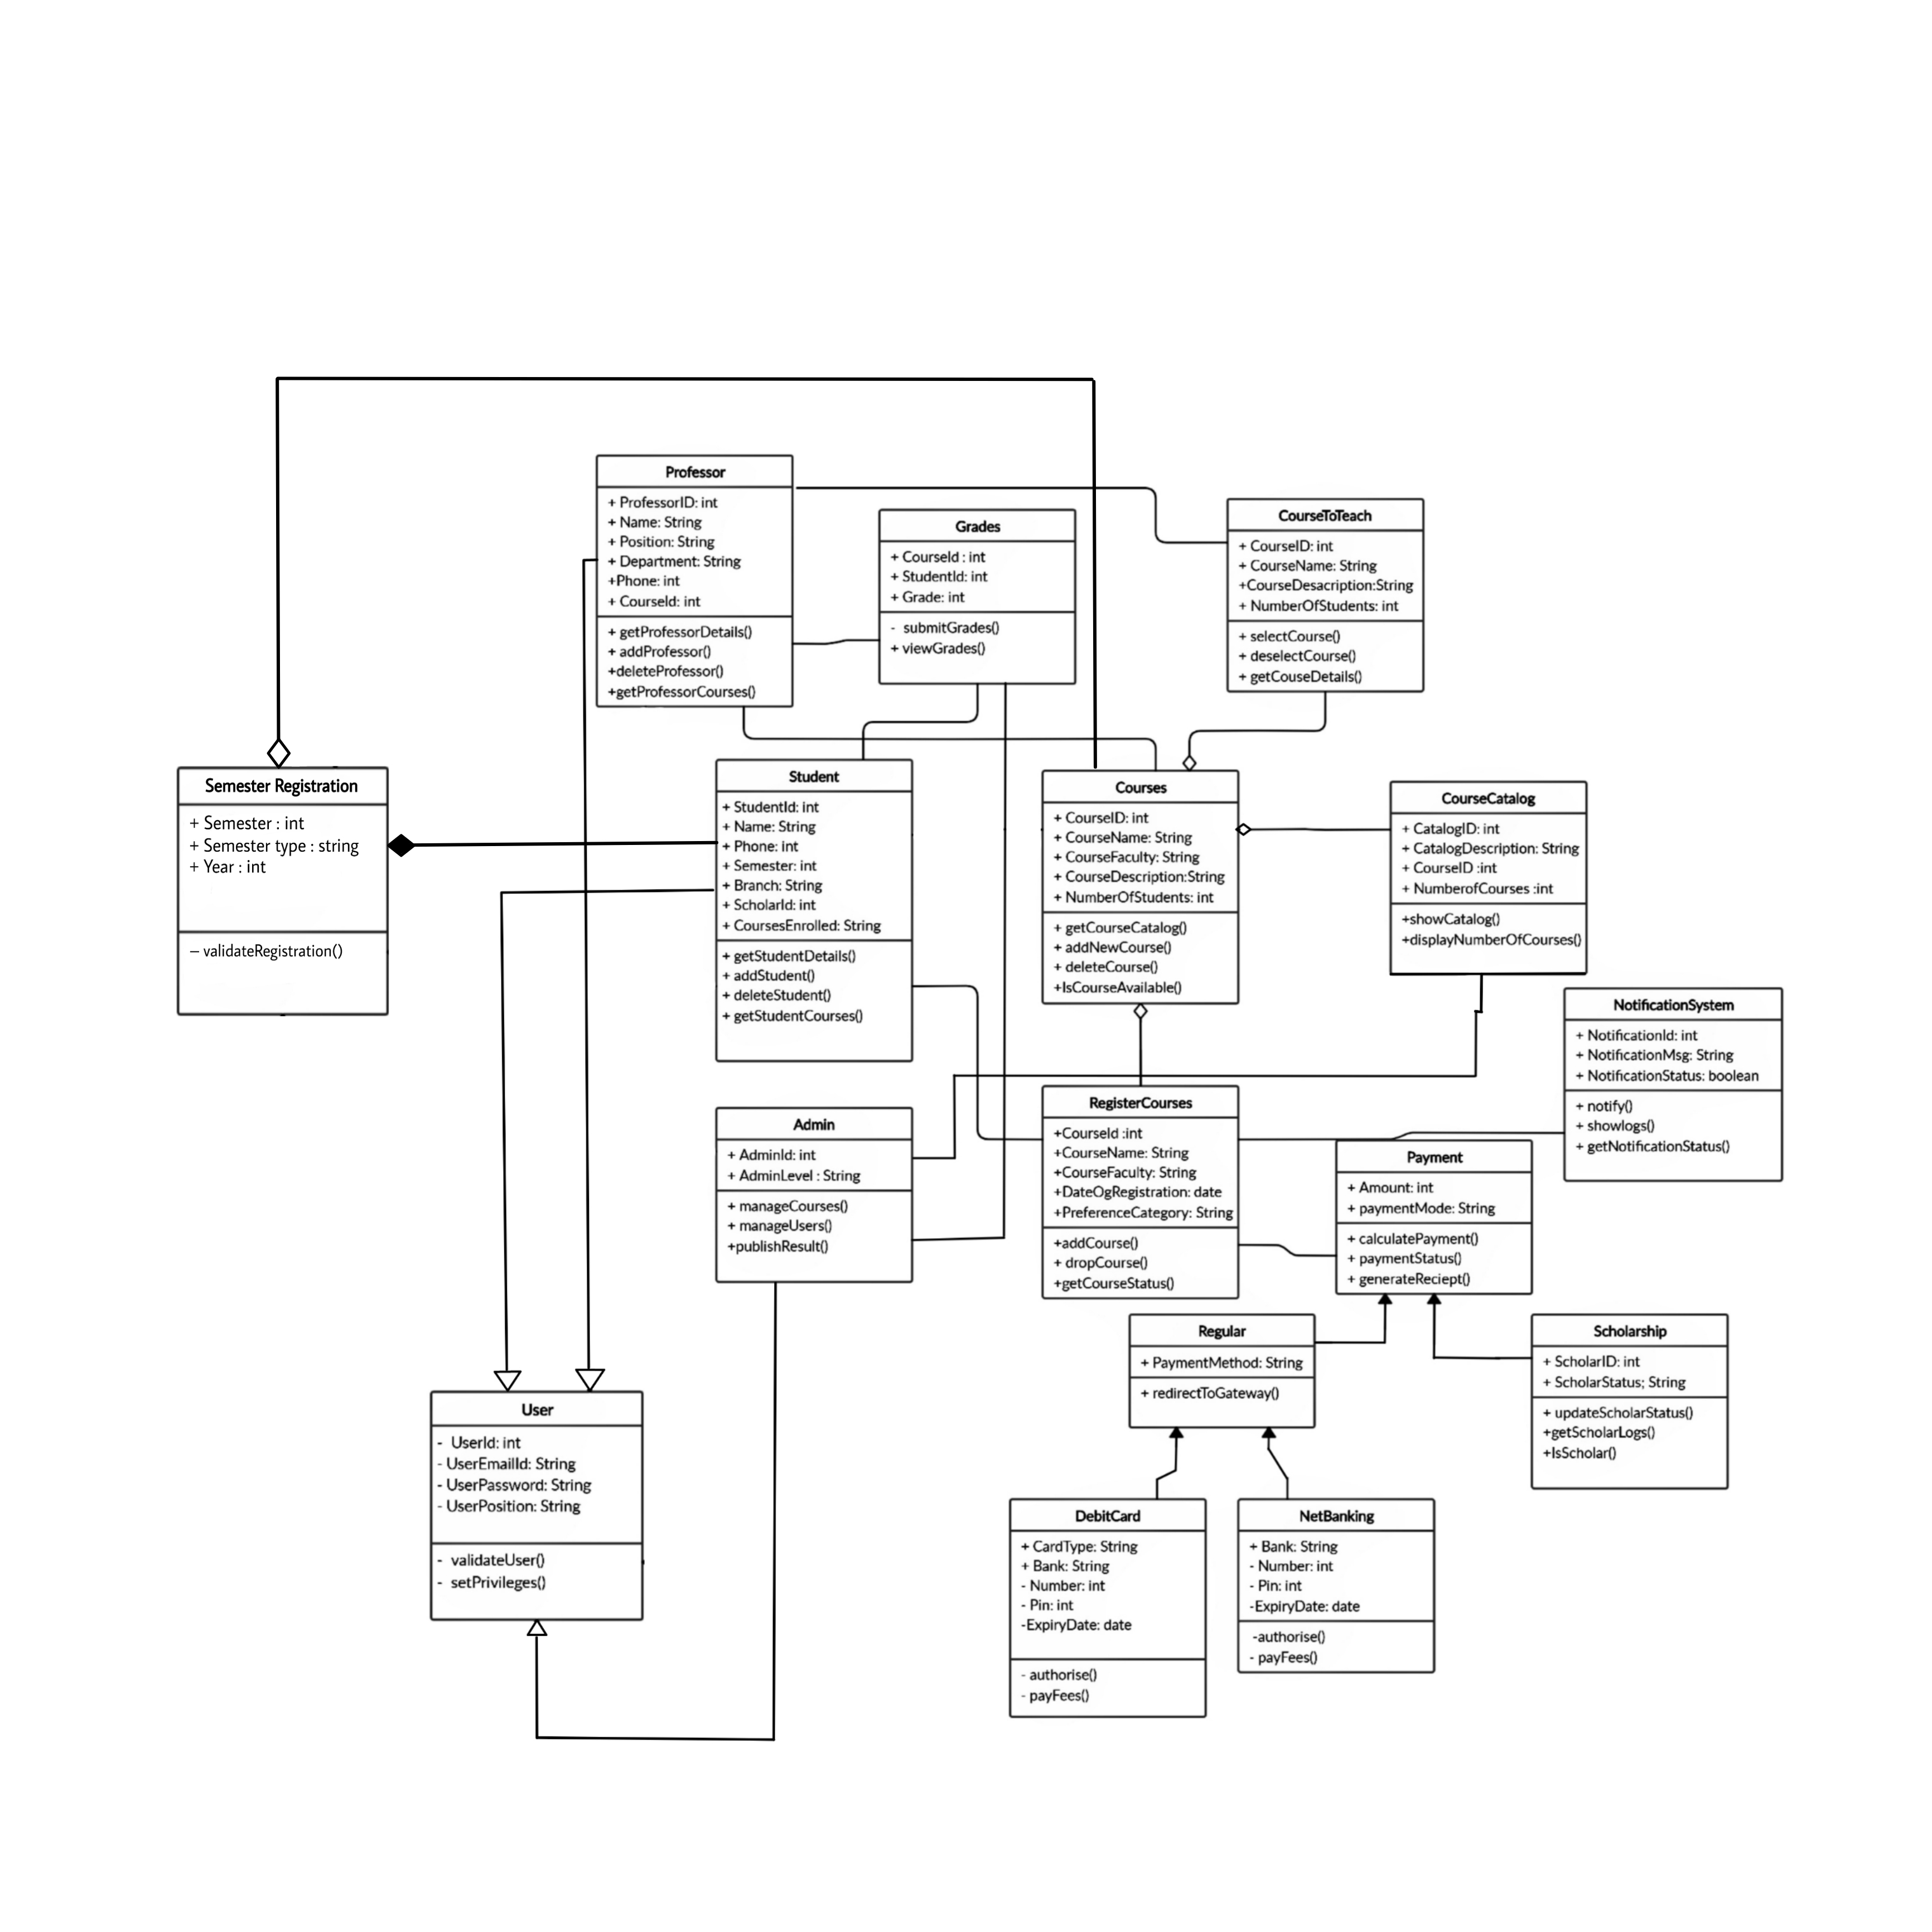 Professor
+ ProfessorID: int
+ Name: String
+ Position: String
+ Department: String
+Phone: int
+ CourseId: int
+ getProfessorDetails()
+ addProfessor()
+deleteProfessor()
+getProfessorCourses()
Grades
+ CourseId : int
+ StudentId: int
+ Grade: int
- submitGrades()
+ viewGrades()
CourseToTeach
+ CourseID: int
+ CourseName: String
+CourseDesacription:String
+ NumberOfStudents: int
+ selectCourse()
+ deselectCourse()
+ getCouseDetails()
Semester Registration
+ Semester : int
+ Semester type : string
+ Year : int
– validateRegistration()
Student
+ StudentId: int
+ Name: String
+ Phone: int
+ Semester: int
+ Branch: String
+ ScholarId: int
+ CoursesEnrolled: String
+ getStudentDetails()
+ addStudent()
+ deleteStudent()
+ getStudentCourses()
Courses
+ CourseID: int
+ CourseName: String
+ CourseFaculty: String
+ CourseDescription:String
+ NumberOfStudents: int
+ getCourseCatalog()
+ addNewCourse()
+ deleteCourse()
+IsCourseAvailable()
CourseCatalog
+ CatalogID: int
+ CatalogDescription: String
+ CourseID :int
+ NumberofCourses :int
+showCatalog()
+displayNumberOfCourses()
NotificationSystem
+ NotificationId: int
+ NotificationMsg: String
+ NotificationStatus: boolean
+ notify()
+ showlogs()
+ getNotificationStatus()
Admin
+ AdminId: int
+ AdminLevel : String
+ manageCourses()
+ manageUsers()
+publishResult()
RegisterCourses
+CourseId :int
+CourseName: String
+CourseFaculty: String
+DateOgRegistration: date
+PreferenceCategory: String
+addCourse()
+ dropCourse()
+getCourseStatus()
Payment
+ Amount: int
+ paymentMode: String
+ calculatePayment()
+ paymentStatus()
+ generateReciept()
Regular
+ PaymentMethod: String
+ redirectToGateway()
Scholarship
+ ScholarID: int
+ ScholarStatus; String
+ updateScholarStatus()
+getScholarLogs()
+IsScholar()
User
- UserId: int
- UserEmailId: String
- UserPassword: String
- UserPosition: String
- validateUser()
- setPrivileges()
DebitCard
+ CardType: String
+ Bank: String
- Number: int
- Pin: int
-ExpiryDate: date
- authorise()
- payFees()
NetBanking
+ Bank: String
- Number: int
- Pin: int
-ExpiryDate: date
-authorise()
- payFees()